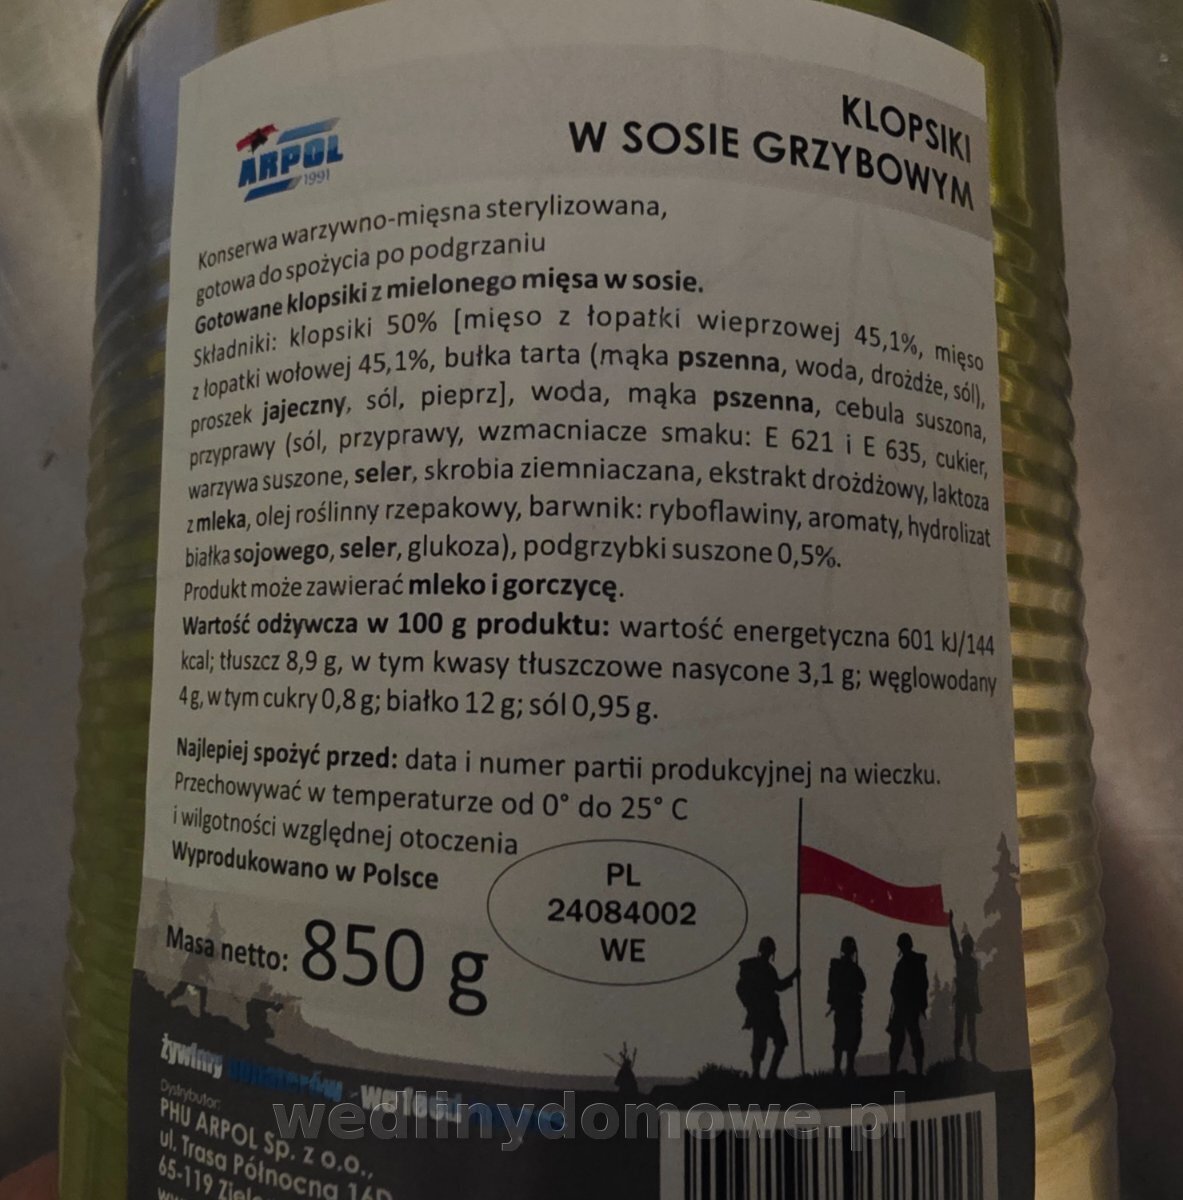 ARPOL
1991
KLOPSIKI
W SOSIE GRZYBOWYM
Konserwa warzywno-mięsna sterylizowana,
gotowa do spożycia po podgrzaniu
Gotowane klopsiki z mielonego mięsa w sosie.
Składniki: klopsiki 50% [mięso z łopatki wieprzowej 45,1%, mięso
z łopatki wołowej 45,1%, bułka tarta (mąka pszenna, woda, drożdże, sól),
proszek jajeczny, sól, pieprz], woda, mąka pszenna, cebula suszona,
przyprawy (sól, przyprawy, wzmacniacze smaku: E 621 i E 635, cukier,
warzywa suszone, seler, skrobia ziemniaczana, ekstrakt drożdżowy, laktoza
z mleka, olej roślinny rzepakowy, barwnik: ryboflawiny, aromaty, hydrolizat
białka sojowego, seler, glukoza), podgrzybki suszone 0,5%.
Produkt może zawierać mleko i gorczycę.
Wartość odżywcza w 100 g produktu: wartość energetyczna 601 kJ/144
kcal; tłuszcz 8,9 g, w tym kwasy tłuszczowe nasycone 3,1 g; węglowodany
4 g, w tym cukry 0,8 g; białko 12 g; sól 0,95 g.
Najlepiej spożyć przed: data i numer partii produkcyjnej na wieczku.
Przechowywać w temperaturze od 0° do 25° C
i wilgotności względnej otoczenia
Wyprodukowano w Polsce
PL
24084002
WE
Masa netto: 850 g
żywimy
Dystrybutor:
PHU ARPOL Sp. z o.o.,
ul. Trasa Północna
65-119
wedlinydomowe.pl